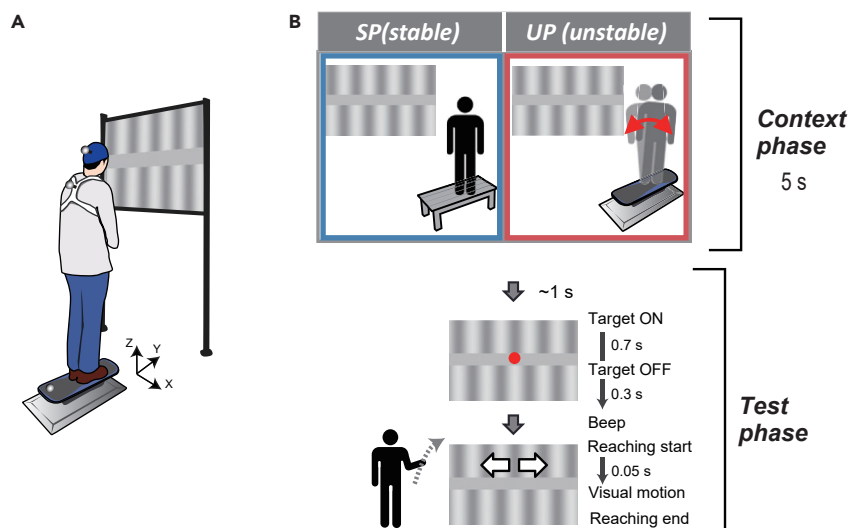 A
B
SP(stable)
UP (unstable)
Context
phase
5 s
~1 s
Target ON
0.7 s
Target OFF
0.3 s
Beep
Reaching start
0.05 s
Visual motion
Reaching end
Test
phase
Z
Y
X